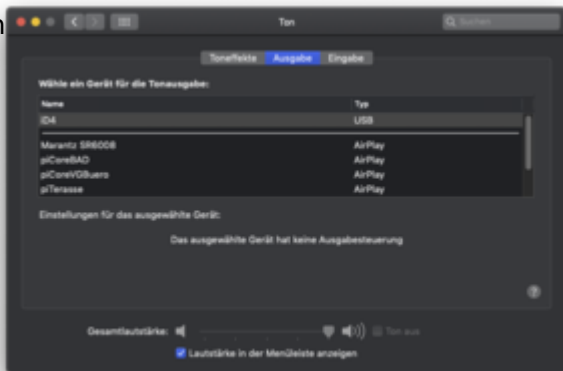 Ton
Suchen
Toneffekte Ausgabe Eingabe
Wähle ein Gerät für die Tonausgabe:
Name Typ
iD4 USB
Marantz SR6008 AirPlay
piCoreBAD AirPlay
piCoreVGBuero AirPlay
piTerasse AirPlay
Einstellungen für das ausgewählte Gerät:
Das ausgewählte Gerät hat keine Ausgabesteuerung
?
Gesamtlautstärke: Ton aus
Lautstärke in der Menüleiste anzeigen